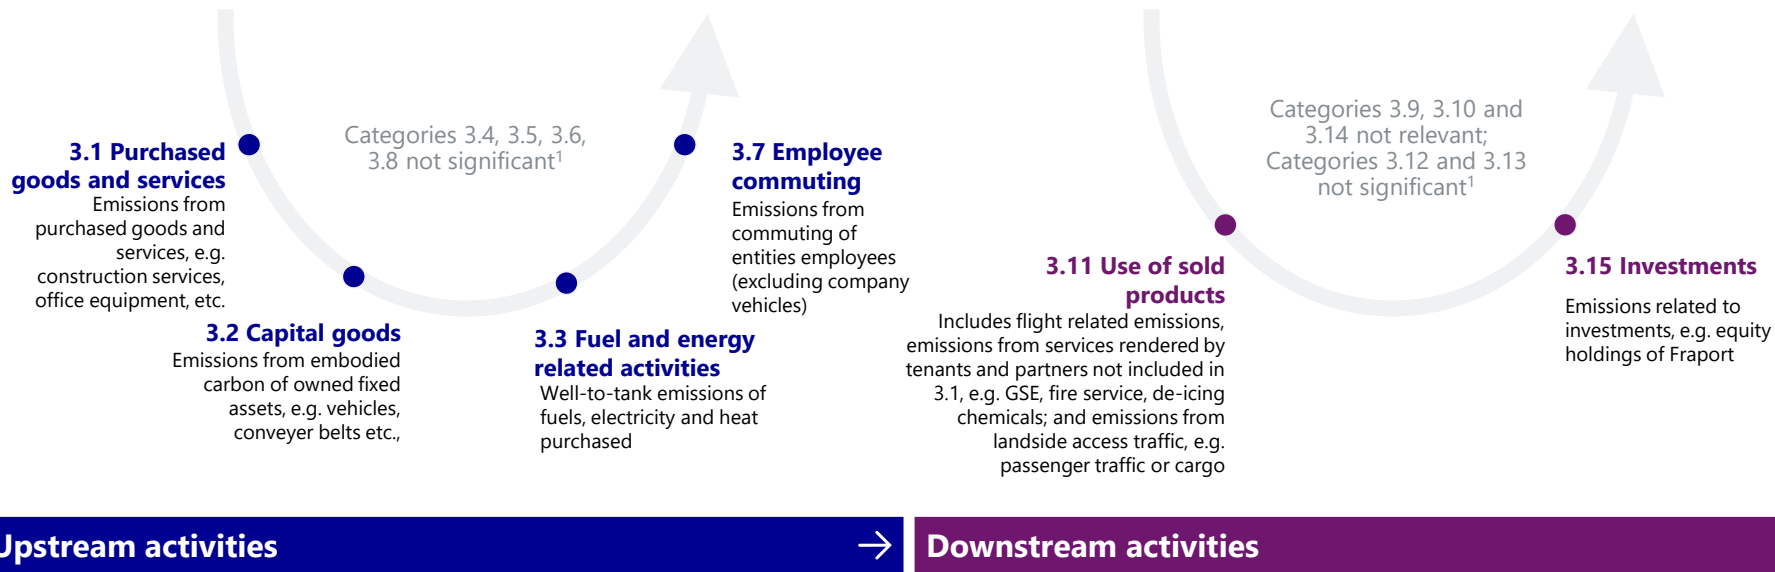 Categories 3.4, 3.5, 3.6,
3.8 not significant¹
3.1 Purchased
goods and services
Emissions from
purchased goods and
services, e.g.
construction services,
office equipment, etc.
3.2 Capital goods
Emissions from embodied
carbon of owned fixed
assets, e.g. vehicles,
conveyer belts etc.,
3.3 Fuel and energy
related activities
Well-to-tank emissions of
fuels, electricity and heat
purchased
3.7 Employee
commuting
Emissions from
commuting of
entities employees
(excluding company
vehicles)
Categories 3.9, 3.10 and
3.14 not relevant;
Categories 3.12 and 3.13
not significant¹
3.11 Use of sold
products
Includes flight related emissions,
emissions from services rendered by
tenants and partners not included in
3.1, e.g. GSE, fire service, de-icing
chemicals; and emissions from
landside access traffic, e.g.
passenger traffic or cargo
3.15 Investments
Emissions related to
investments, e.g. equity
holdings of Fraport
Upstream activities
Downstream activities